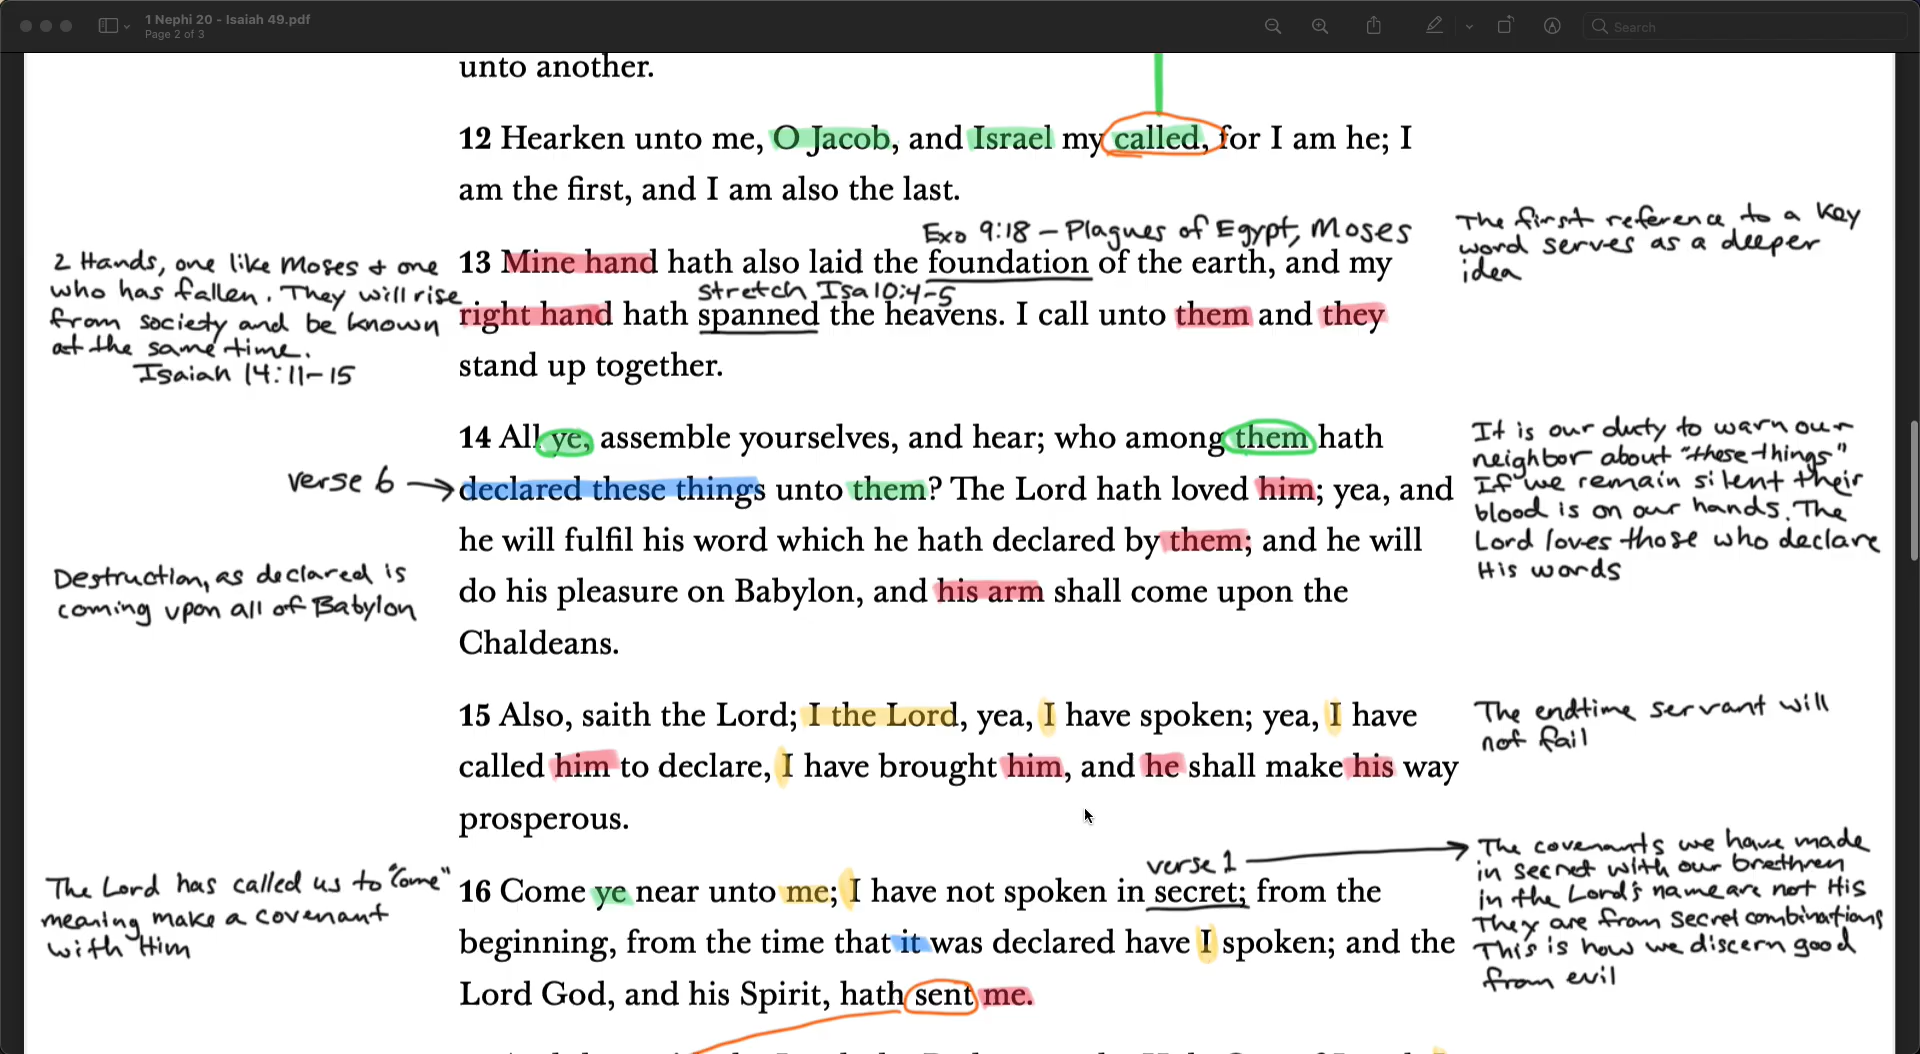 1 Nephi 20 - Isaiah 49.pdf
Page 2 of 3
Search
unto another.
12 Hearken unto me, O Jacob, and Israel my called, for I am he; I
am the first, and I am also the last.
Exo 9:18 – Plagues of Egypt, Moses
13 Mine hand hath also laid the foundation of the earth, and my
stretch Isa 10:4-5
right hand hath spanned the heavens. I call unto them and they
stand up together.
2 Hands, one like Moses + one
who has fallen. They will rise
from society and be known
at the same time.
Isaiah 14:11-15
The first reference to a key
word serves as a deeper
idea
14 All ye, assemble yourselves, and hear; who among them hath
verse 6
declared these things unto them? The Lord hath loved him; yea, and
he will fulfil his word which he hath declared by them; and he will
do his pleasure on Babylon, and his arm shall come upon the
Chaldeans.
Destruction, as declared is
coming upon all of Babylon
It is our duty to warn our
neighbor about "these things"
If we remain silent their
blood is on our hands. The
Lord loves those who declare
His words
15 Also, saith the Lord; I the Lord, yea, I have spoken; yea, I have
called him to declare, I have brought him, and he shall make his way
prosperous.
The endtime servant will
not fail
verse 1
16 Come ye near unto me; I have not spoken in secret; from the
beginning, from the time that it was declared have I spoken; and the
Lord God, and his Spirit, hath sent me.
The Lord has called us to "come"
meaning make a covenant
with Him
The covenants we have made
in secret with our brethren
in the Lord's name are not His
They are from secret combinations
This is how we discern good
from evil